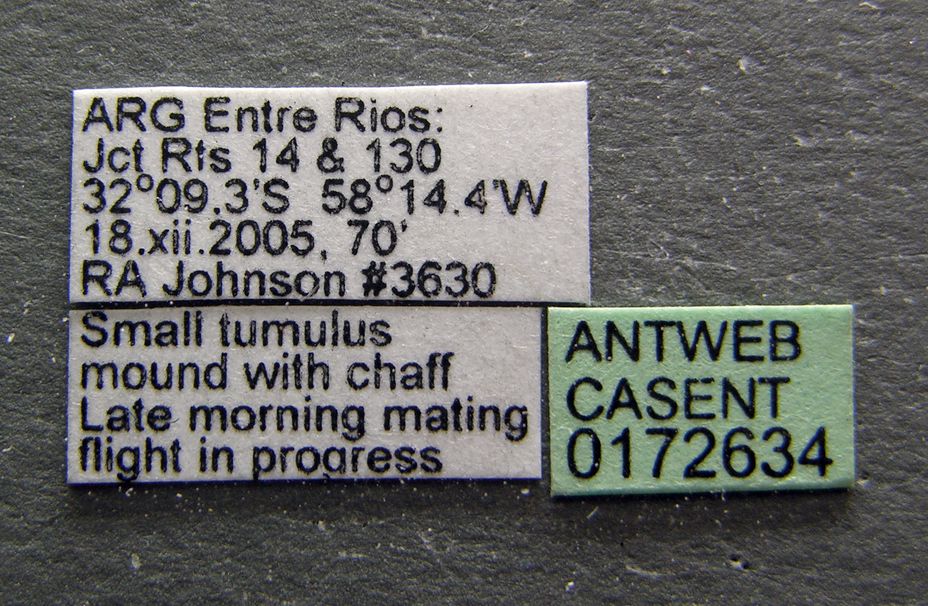 ARG Entre Rios:
Jct Rts 14 & 130
32°09.3'S 58°14.4'W
18.xii.2005, 70'
RA Johnson #3630
Small tumulus
mound with chaff
Late morning mating
flight in progress
ANTWEB
CASENT
0172634